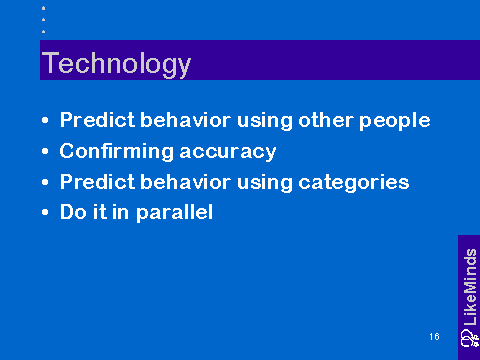 Technology
• Predict behavior using other people
• Confirming accuracy
• Predict behavior using categories
• Do it in parallel
LikeMinds
16